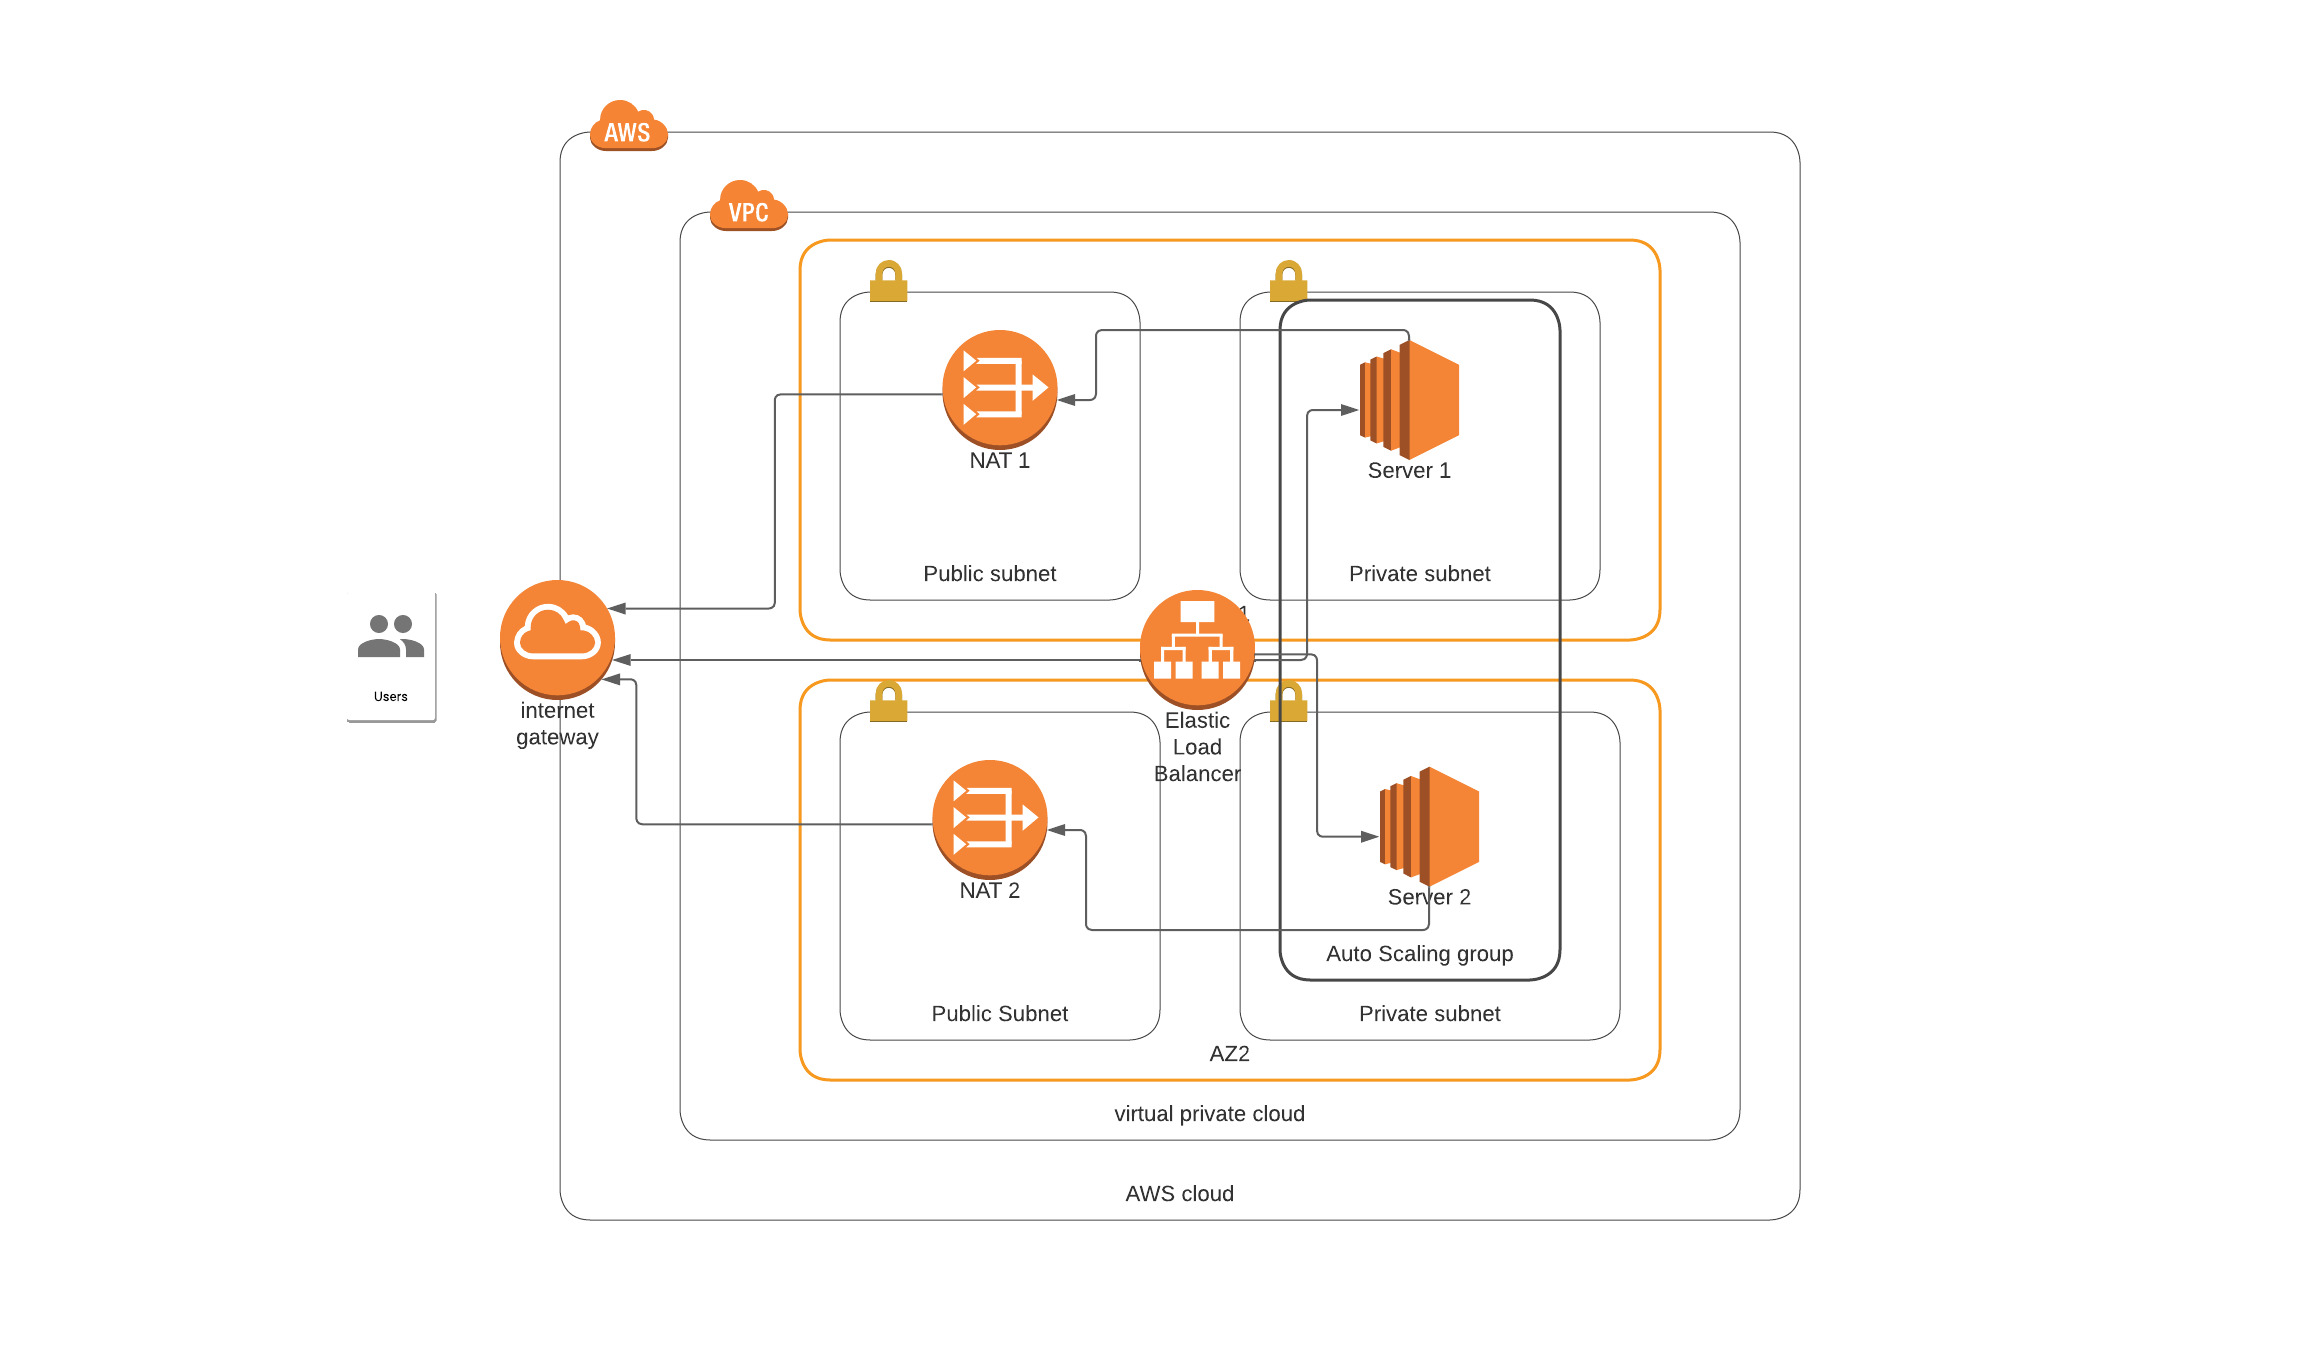 AWS
VPC
NAT 1
Server 1
Public subnet
Private subnet
1
Users
internet
gateway
Elastic
Load
Balancer
NAT 2
Server 2
Auto Scaling group
Public Subnet
Private subnet
AZ2
virtual private cloud
AWS cloud